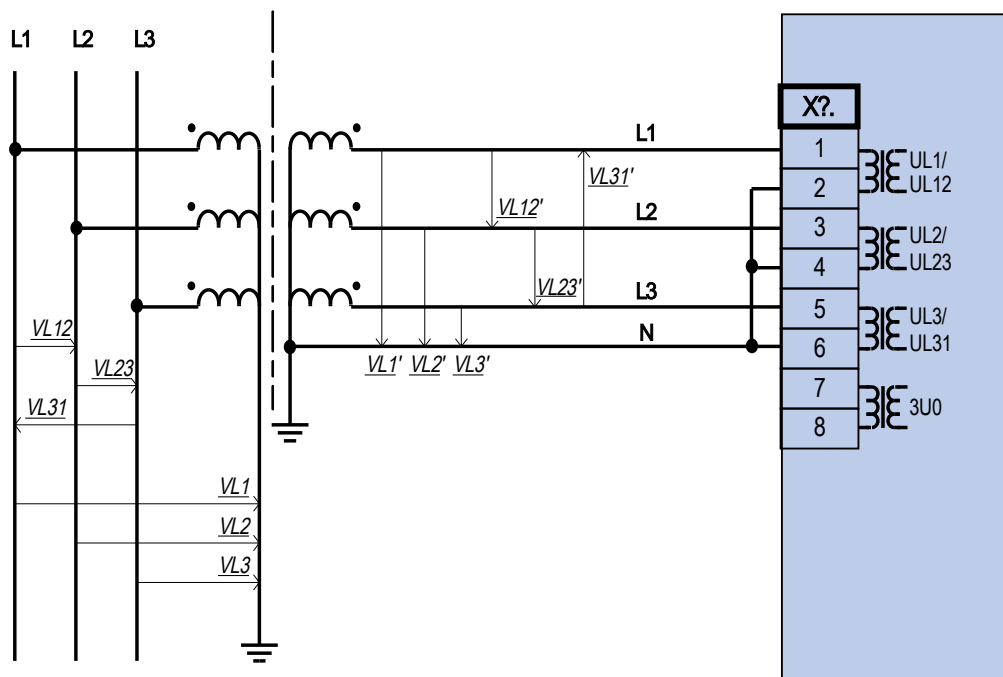 L1 L2 L3
X?.
L1
1
UL1/
2
UL12
VL31'
VL12'
L2
3
UL2/
4
UL23
VL23'
L3
5
UL3/
N
6
UL31
VL12
VL1' VL2' VL3'
VL23
7
3U0
VL31
8
VL1
VL2
VL3